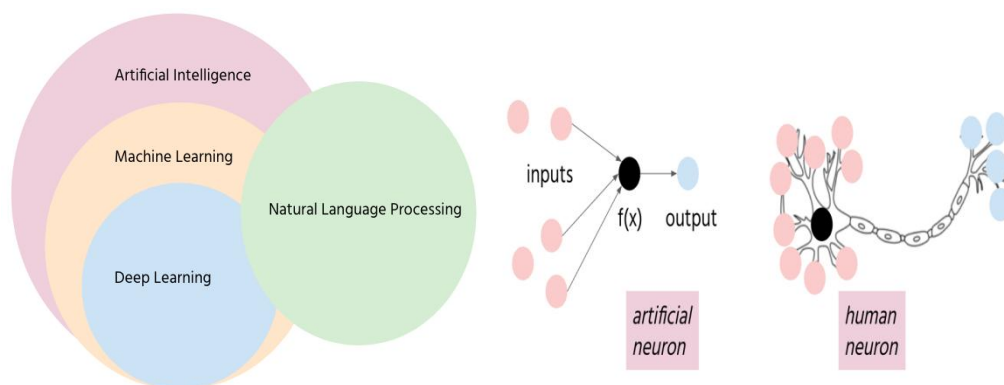 Artificial Intelligence
Machine Learning
Natural Language Processing
Deep Learning
inputs
f(x)
output
artificial
neuron
human
neuron